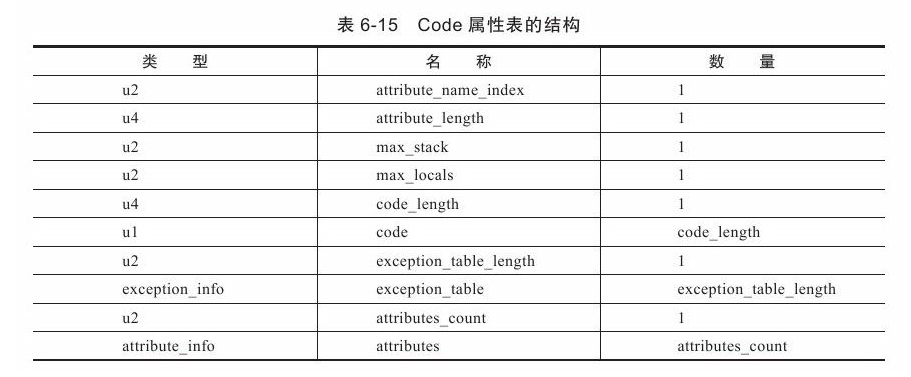 表 6-15 Code 属性表的结构
类 型 名 称 数 量
u2 attribute_name_index 1
u4 attribute_length 1
u2 max_stack 1
u2 max_locals 1
u4 code_length 1
u1 code code_length
u2 exception_table_length 1
exception_info exception_table exception_table_length
u2 attributes_count 1
attribute_info attributes attributes_count